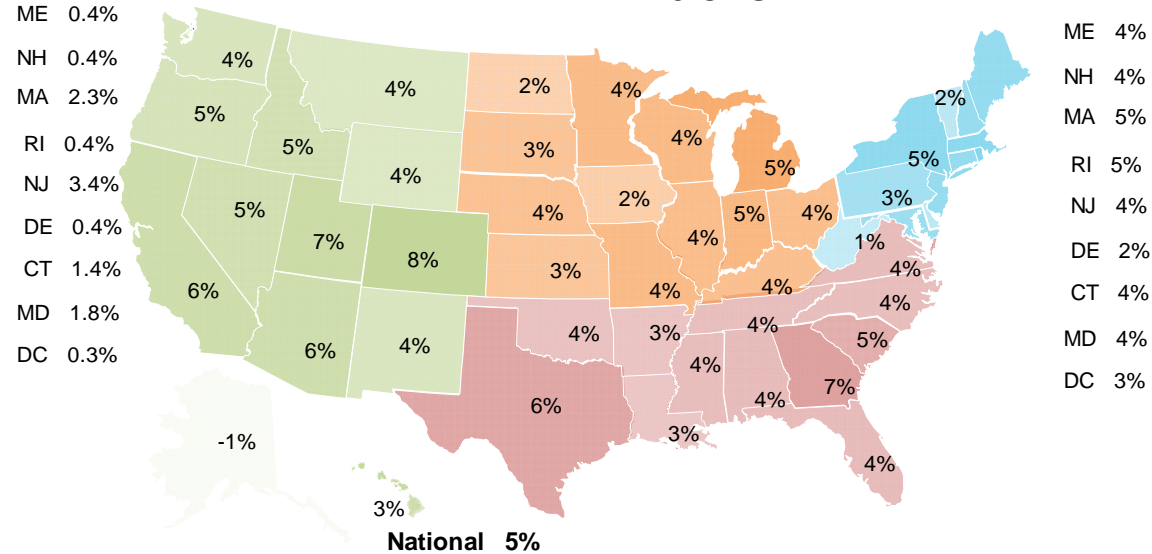 ME 0.4%
NH 0.4%
MA 2.3%
RI 0.4%
NJ 3.4%
DE 0.4%
CT 1.4%
MD 1.8%
DC 0.3%
4%
4%
2%
4%
5%
5%
3%
4%
5%
2%
5%
3%
4%
5%
4%
2%
5%
4%
7%
8%
3%
4%
4%
1%
4%
6%
4%
4%
4%
6%
4%
4%
3%
4%
5%
4%
7%
6%
4%
3%
4%
-1%
3%
National 5%
ME 4%
NH 4%
MA 5%
RI 5%
NJ 4%
DE 2%
CT 4%
MD 4%
DC 3%